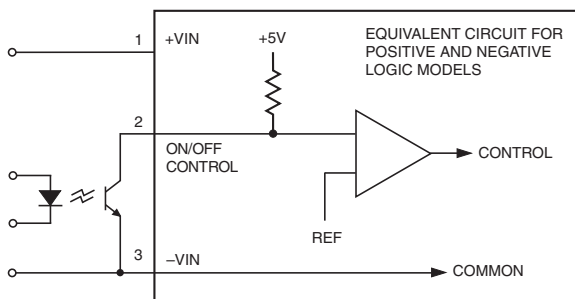 EQUIVALENT CIRCUIT FOR
POSITIVE AND NEGATIVE
LOGIC MODELS
1
+VIN
+5V
2
ON/OFF
CONTROL
CONTROL
REF
3
–VIN
COMMON